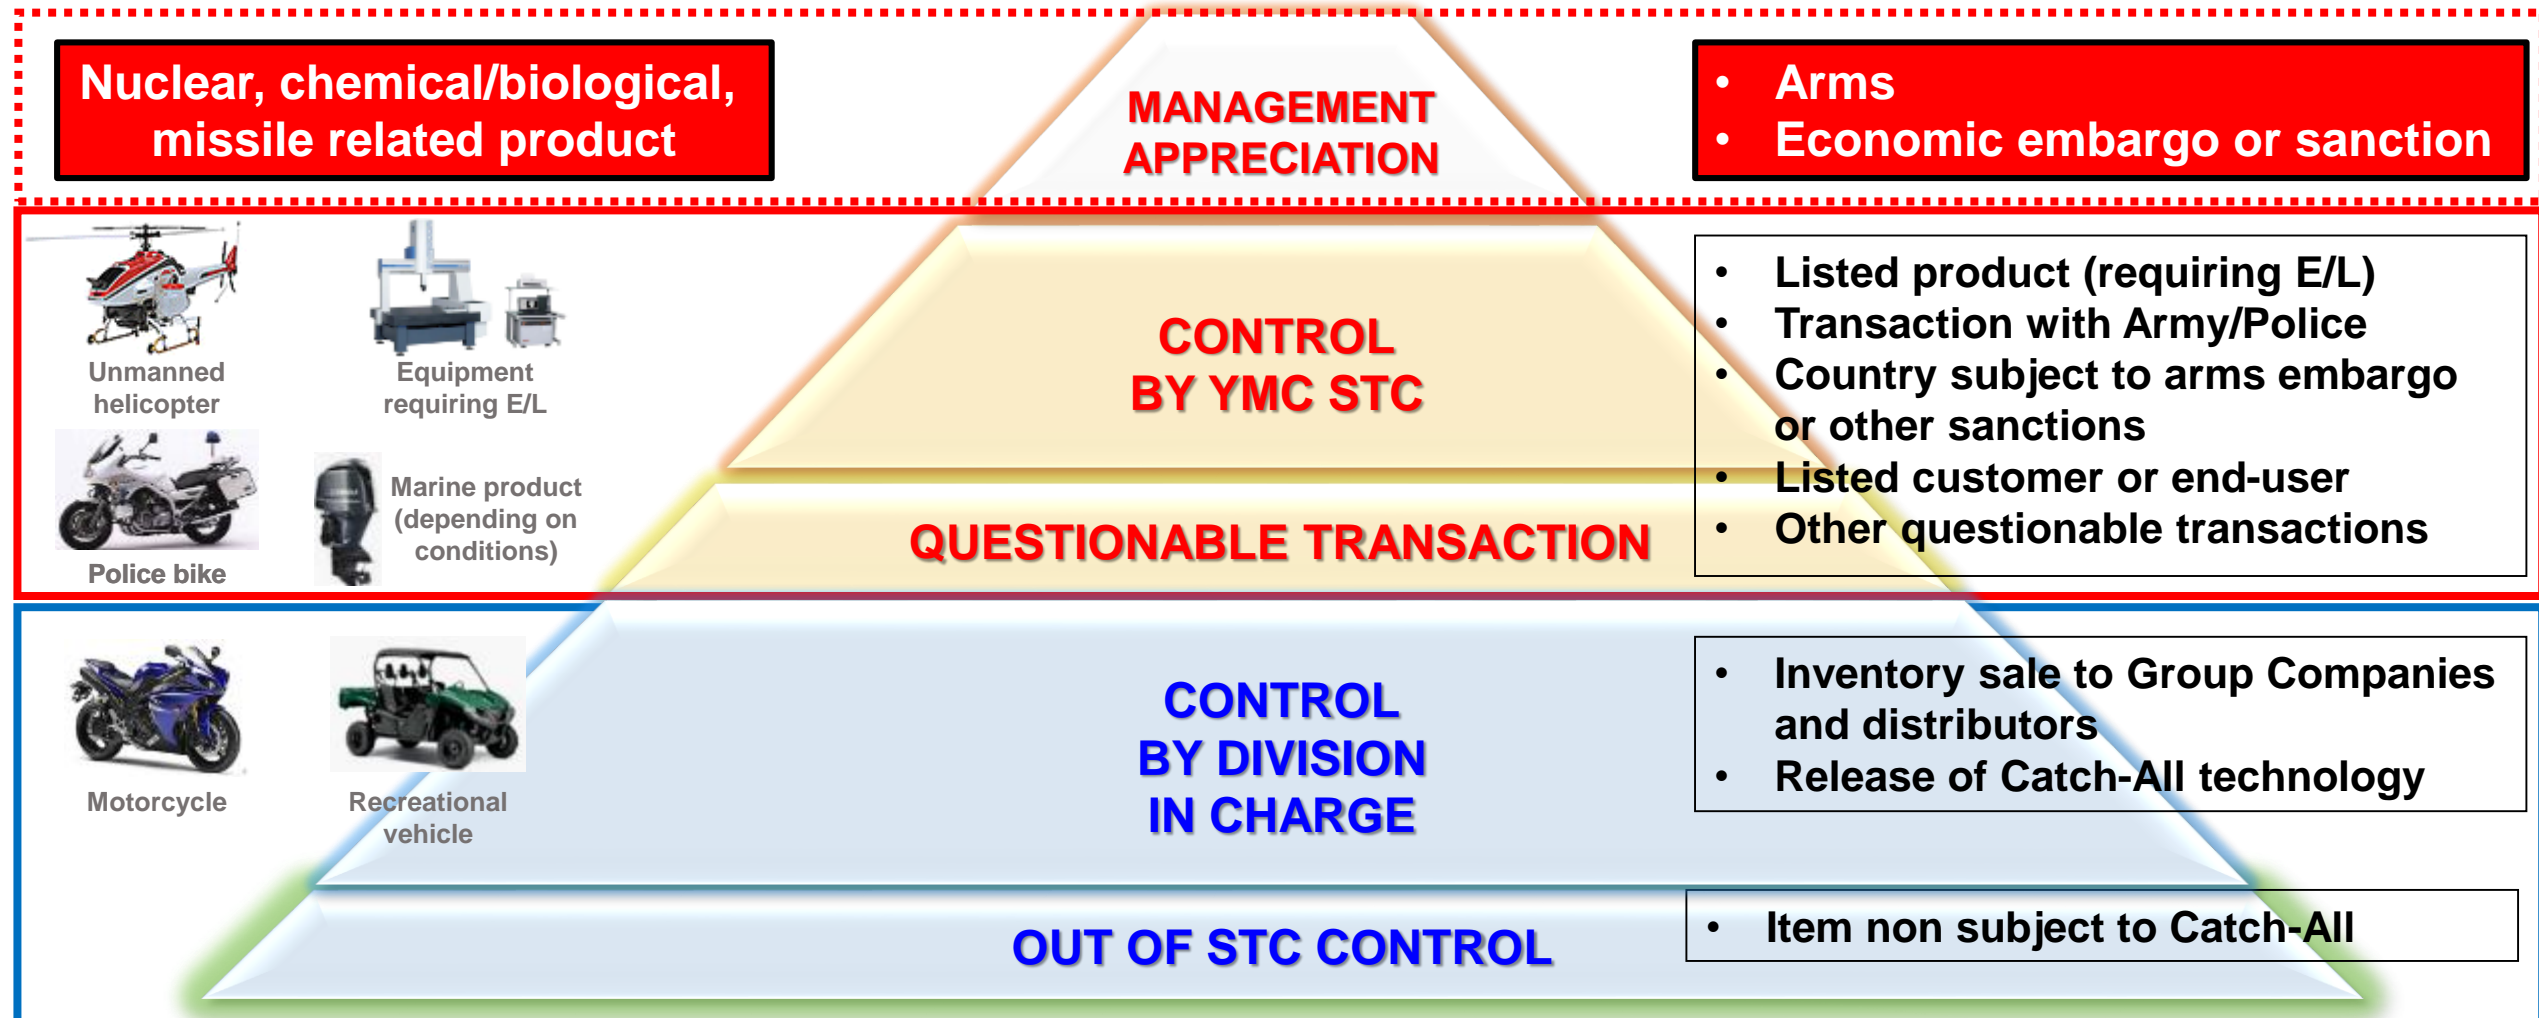 Nuclear, chemical/biological,
missile related product
MANAGEMENT
APPRECIATION
• Arms
• Economic embargo or sanction
Unmanned
helicopter
Equipment
requiring E/L
Police bike
Marine product
(depending on
conditions)
CONTROL
BY YMC STC
QUESTIONABLE TRANSACTION
• Listed product (requiring E/L)
• Transaction with Army/Police
• Country subject to arms embargo
or other sanctions
• Listed customer or end-user
• Other questionable transactions
Motorcycle
Recreational
vehicle
CONTROL
BY DIVISION
IN CHARGE
• Inventory sale to Group Companies
and distributors
• Release of Catch-All technology
OUT OF STC CONTROL
• Item non subject to Catch-All